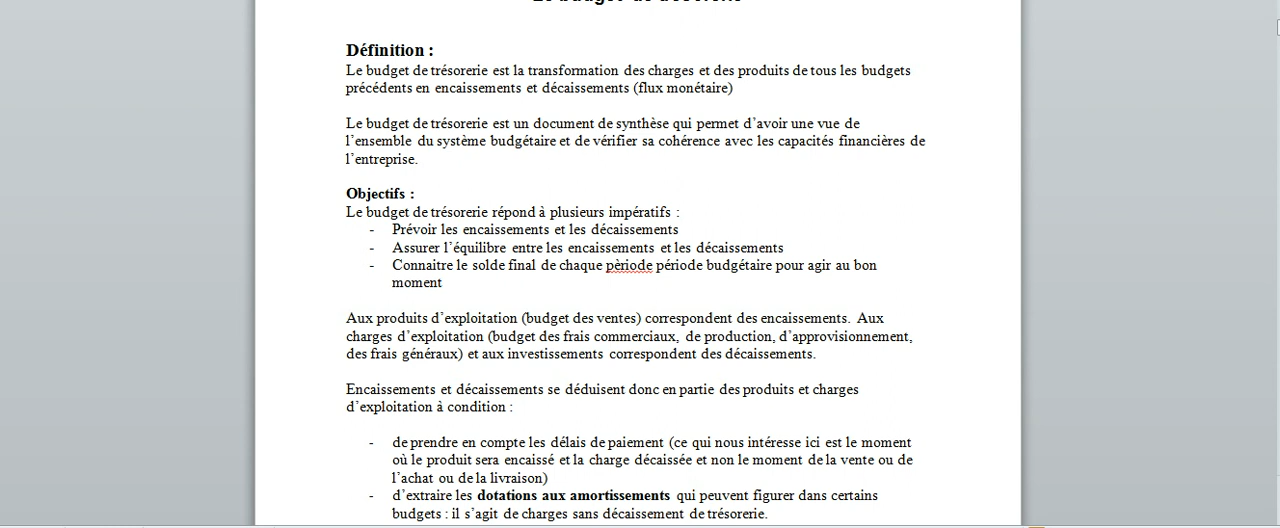 Le budget de trésorerie
Définition :
Le budget de trésorerie est la transformation des charges et des produits de tous les budgets
précédents en encaissements et décaissements (flux monétaire)
Le budget de trésorerie est un document de synthèse qui permet d'avoir une vue de
l'ensemble du système budgétaire et de vérifier sa cohérence avec les capacités financières de
l'entreprise.
Objectifs :
Le budget de trésorerie répond à plusieurs impératifs :
- Prévoir les encaissements et les décaissements
- Assurer l'équilibre entre les encaissements et les décaissements
- Connaitre le solde final de chaque pèriode période budgétaire pour agir au bon
moment
Aux produits d'exploitation (budget des ventes) correspondent des encaissements. Aux
charges d'exploitation (budget des frais commerciaux, de production, d'approvisionnement,
des frais généraux) et aux investissements correspondent des décaissements.
Encaissements et décaissements se déduisent donc en partie des produits et charges
d'exploitation à condition :
- de prendre en compte les délais de paiement (ce qui nous intéresse ici est le moment
où le produit sera encaissé et la charge décaissée et non le moment de la vente ou de
l'achat ou de la livraison)
- d'extraire les dotations aux amortissements qui peuvent figurer dans certains
budgets : il s'agit de charges sans décaissement de trésorerie.